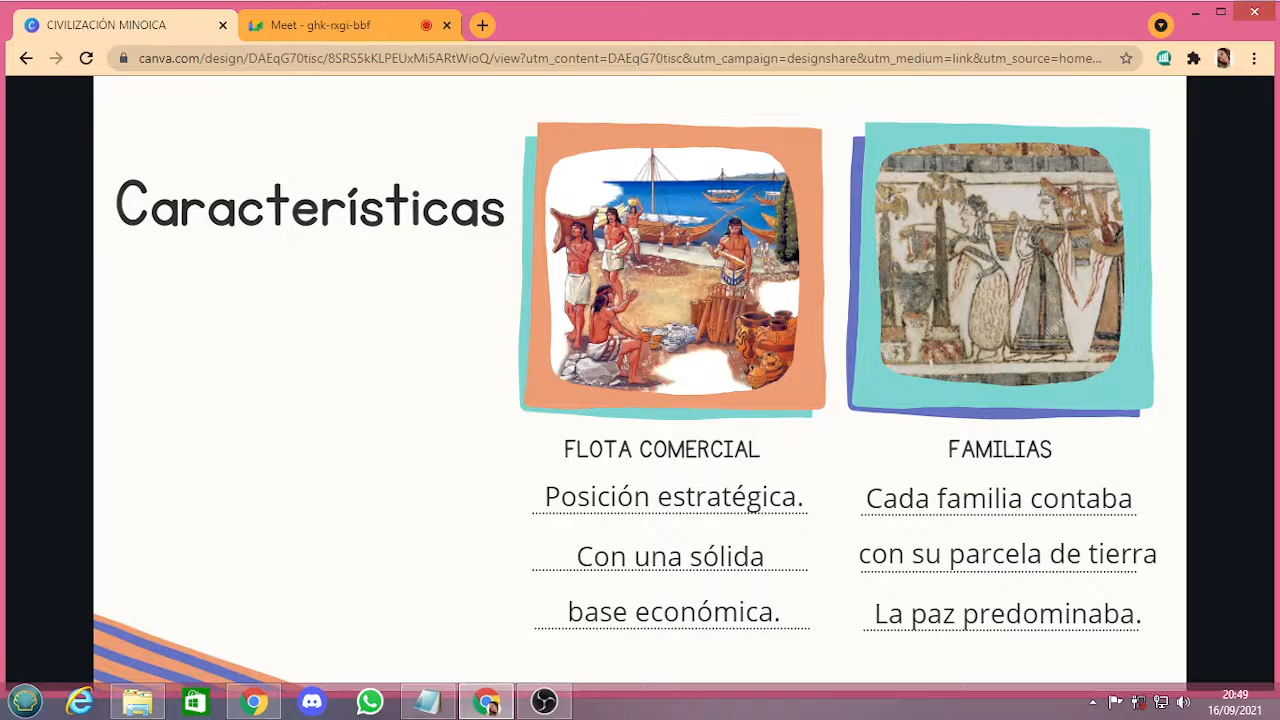 CIVILIZACIÓN MINOICA
Meet - ghk-rxgi-bbf
canva.com/design/DAEqG70tisc/8SRS5kKLPEUxMi5ARtWioQ/view?utm_content=DAEqG70tisc&utm_campaign=designshare&utm_medium=link&utm_source=home...
Características
FLOTA COMERCIAL
Posición estratégica.
Con una sólida
base económica.
FAMILIAS
Cada familia contaba
con su parcela de tierra
La paz predominaba.
20:49
16/09/2021